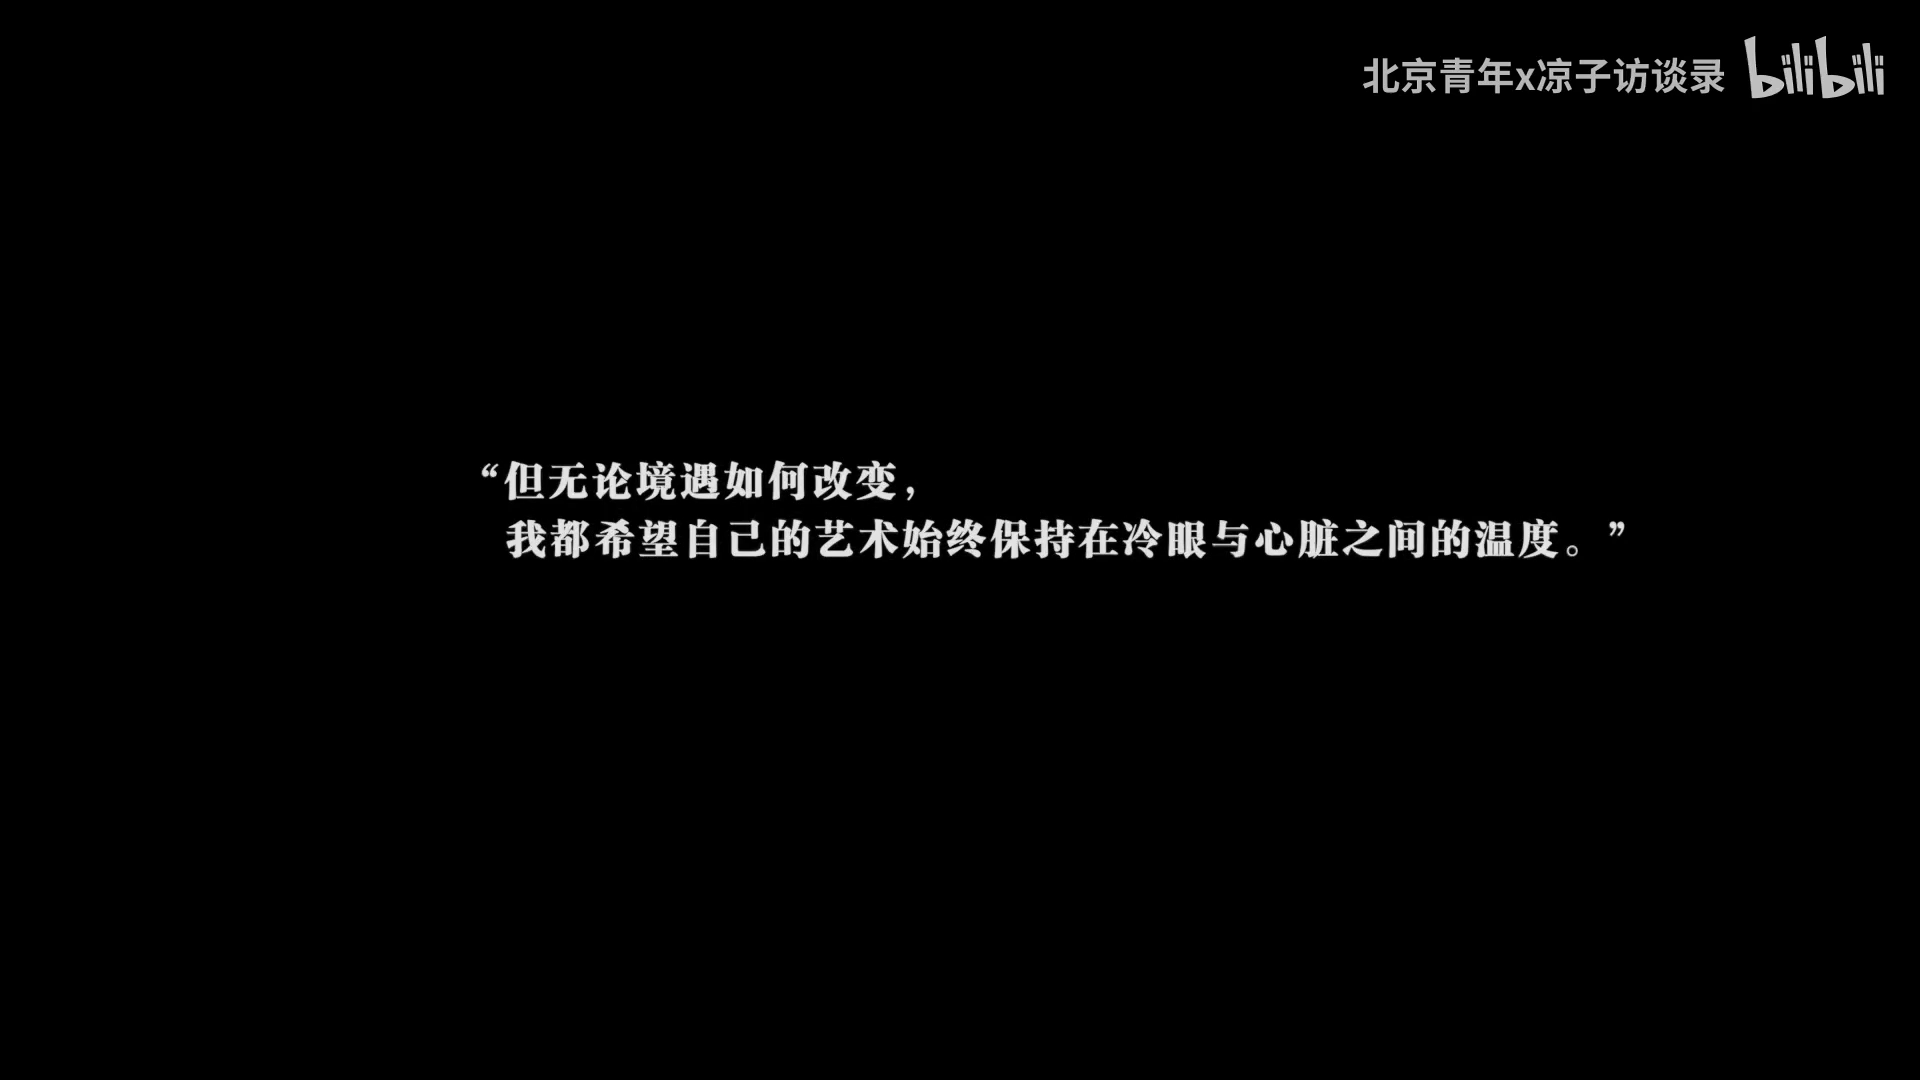 北京青年x凉子访谈录 bilibili
“但无论境遇如何改变，
我都希望自己的艺术始终保持在冷眼与心脏之间的温度。”